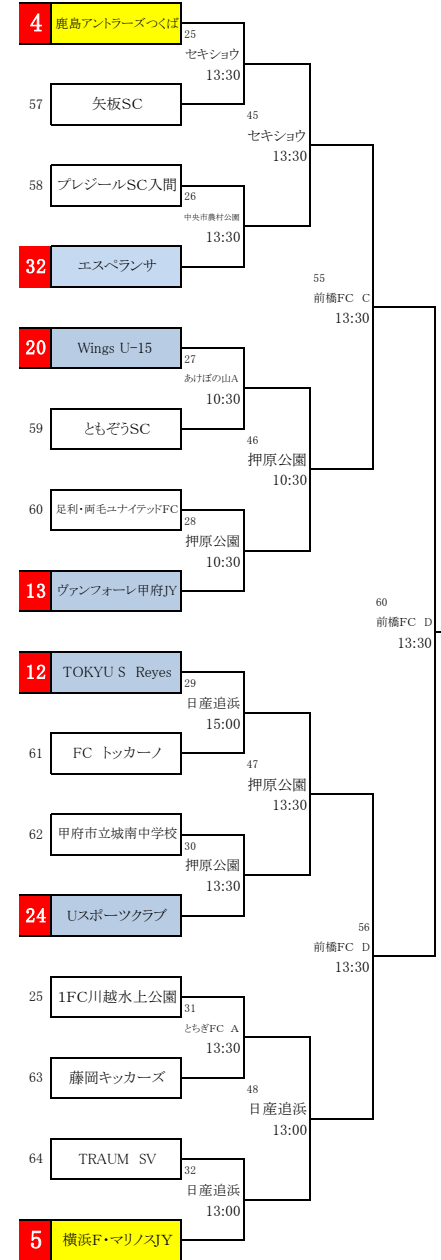 4 鹿島アントラーズつくば
25
セキショウ
13:30
57 矢板SC
45
セキショウ
13:30
58 プレジールSC入間
26
中央市農村公園
13:30
32 エスペランサ
55
前橋FC C
13:30
20 Wings U-15
27
あけぼの山A
10:30
59 ともぞうSC
46
押原公園
10:30
60 足利・両毛ユナイテッドFC
28
押原公園
10:30
13 ヴァンフォーレ甲府JY
60
前橋FC D
13:30
12 TOKYU S Reyes
29
日産追浜
15:00
61 FC トッカーノ
47
押原公園
13:30
62 甲府市立城南中学校
30
押原公園
13:30
24 Uスポーツクラブ
56
前橋FC D
13:30
25 1FC川越水上公園
31
とちぎFC A
13:30
63 藤岡キッカーズ
48
日産追浜
13:00
64 TRAUM SV
32
日産追浜
13:00
5 横浜F・マリノスJY